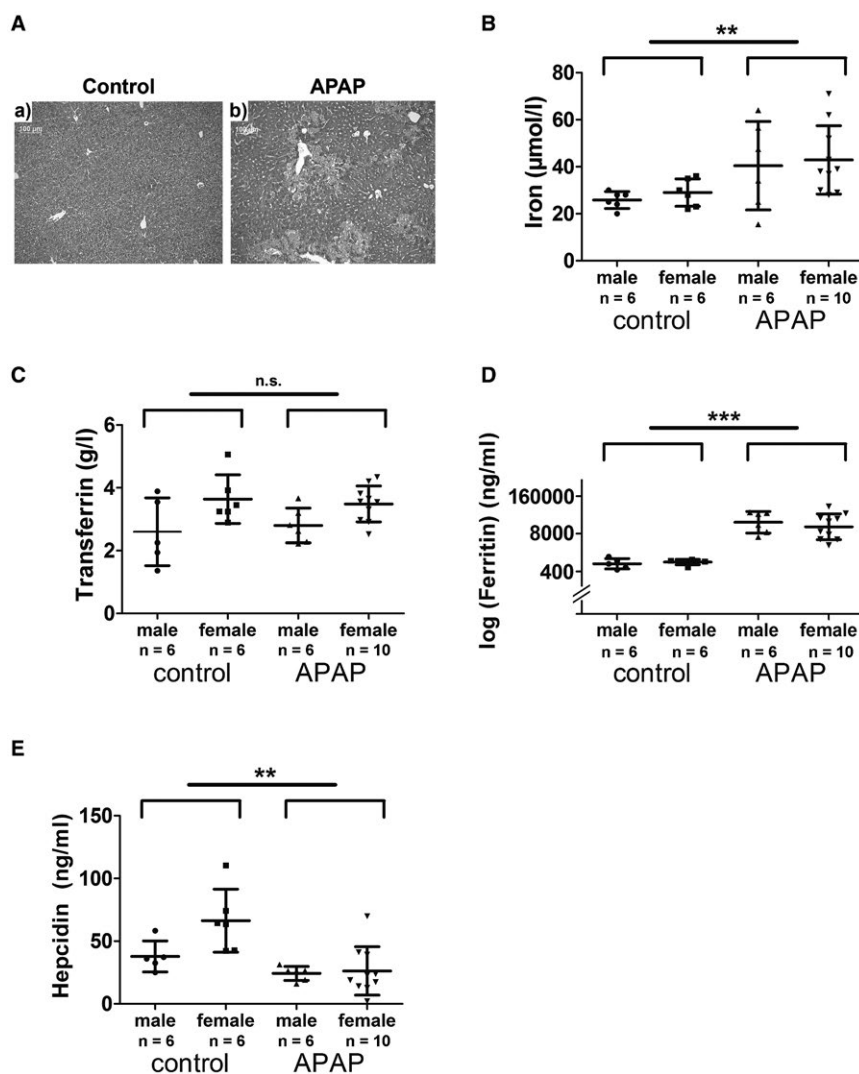 A
Control
APAP
a)
100 µm
b)
100 µm
B
**
Iron (µmol/l)
80
60
40
20
0
male
female
male
female
n = 6
n = 6
n = 6
n = 10
control
APAP
C
n.s.
Transferrin (g/l)
6
4
2
0
male
female
male
female
n = 6
n = 6
n = 6
n = 10
control
APAP
D
***
log (Ferritin) (ng/ml)
160000
8000
400
male
female
male
female
n = 6
n = 6
n = 6
n = 10
control
APAP
E
**
Hepcidin (ng/ml)
150
100
50
0
male
female
male
female
n = 6
n = 6
n = 6
n = 10
control
APAP